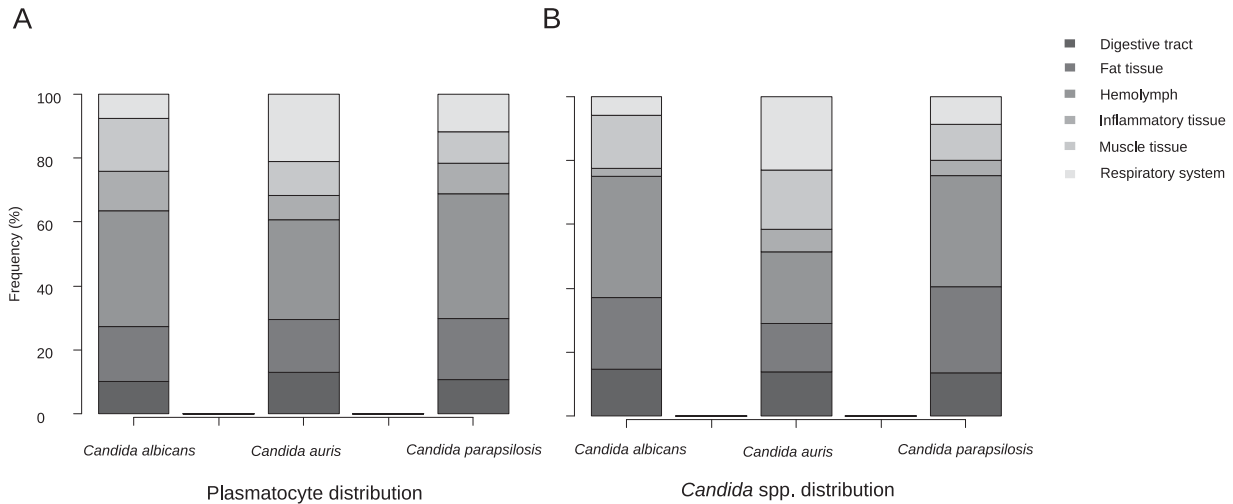 A
B
Digestive tract
Fat tissue
Hemolymph
Inflammatory tissue
Muscle tissue
Respiratory system
Frequency (%)
100
80
60
40
20
0
Candida albicans
Candida auris
Candida parapsilosis
Candida albicans
Candida auris
Candida parapsilosis
Plasmatocyte distribution
Candida spp. distribution